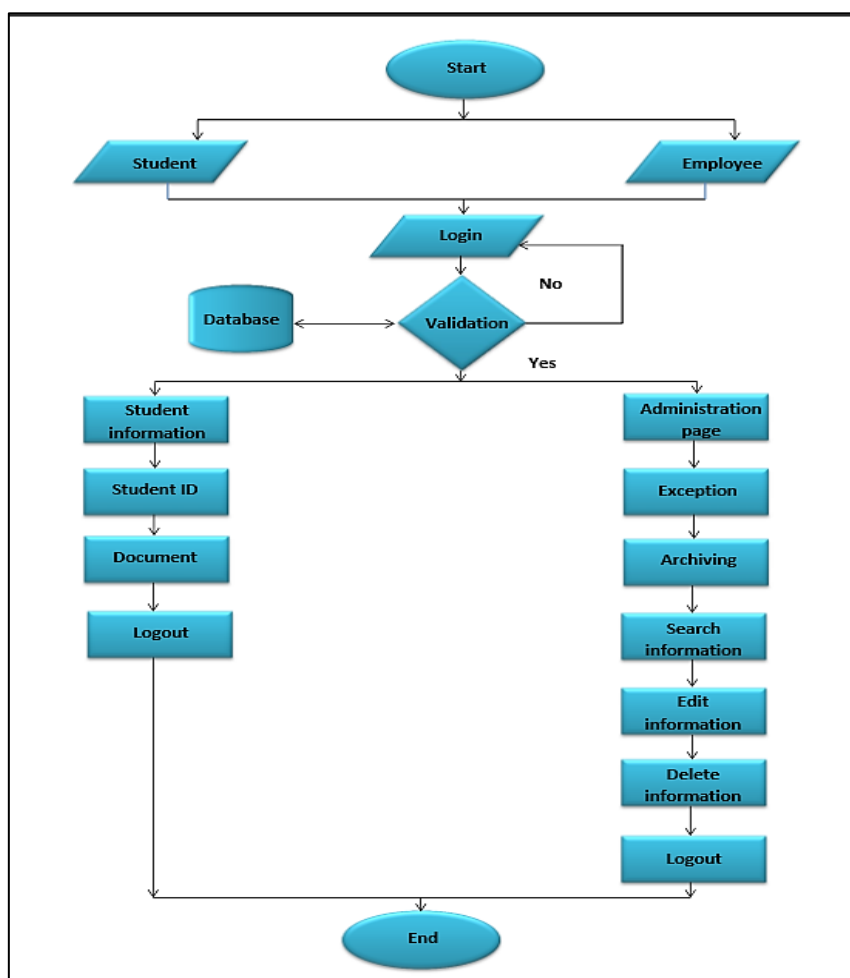 Start
Student
Employee
Login
No
Database
Validation
Yes
Student
information
Student ID
Document
Logout
Administration
page
Exception
Archiving
Search
information
Edit
information
Delete
information
Logout
End